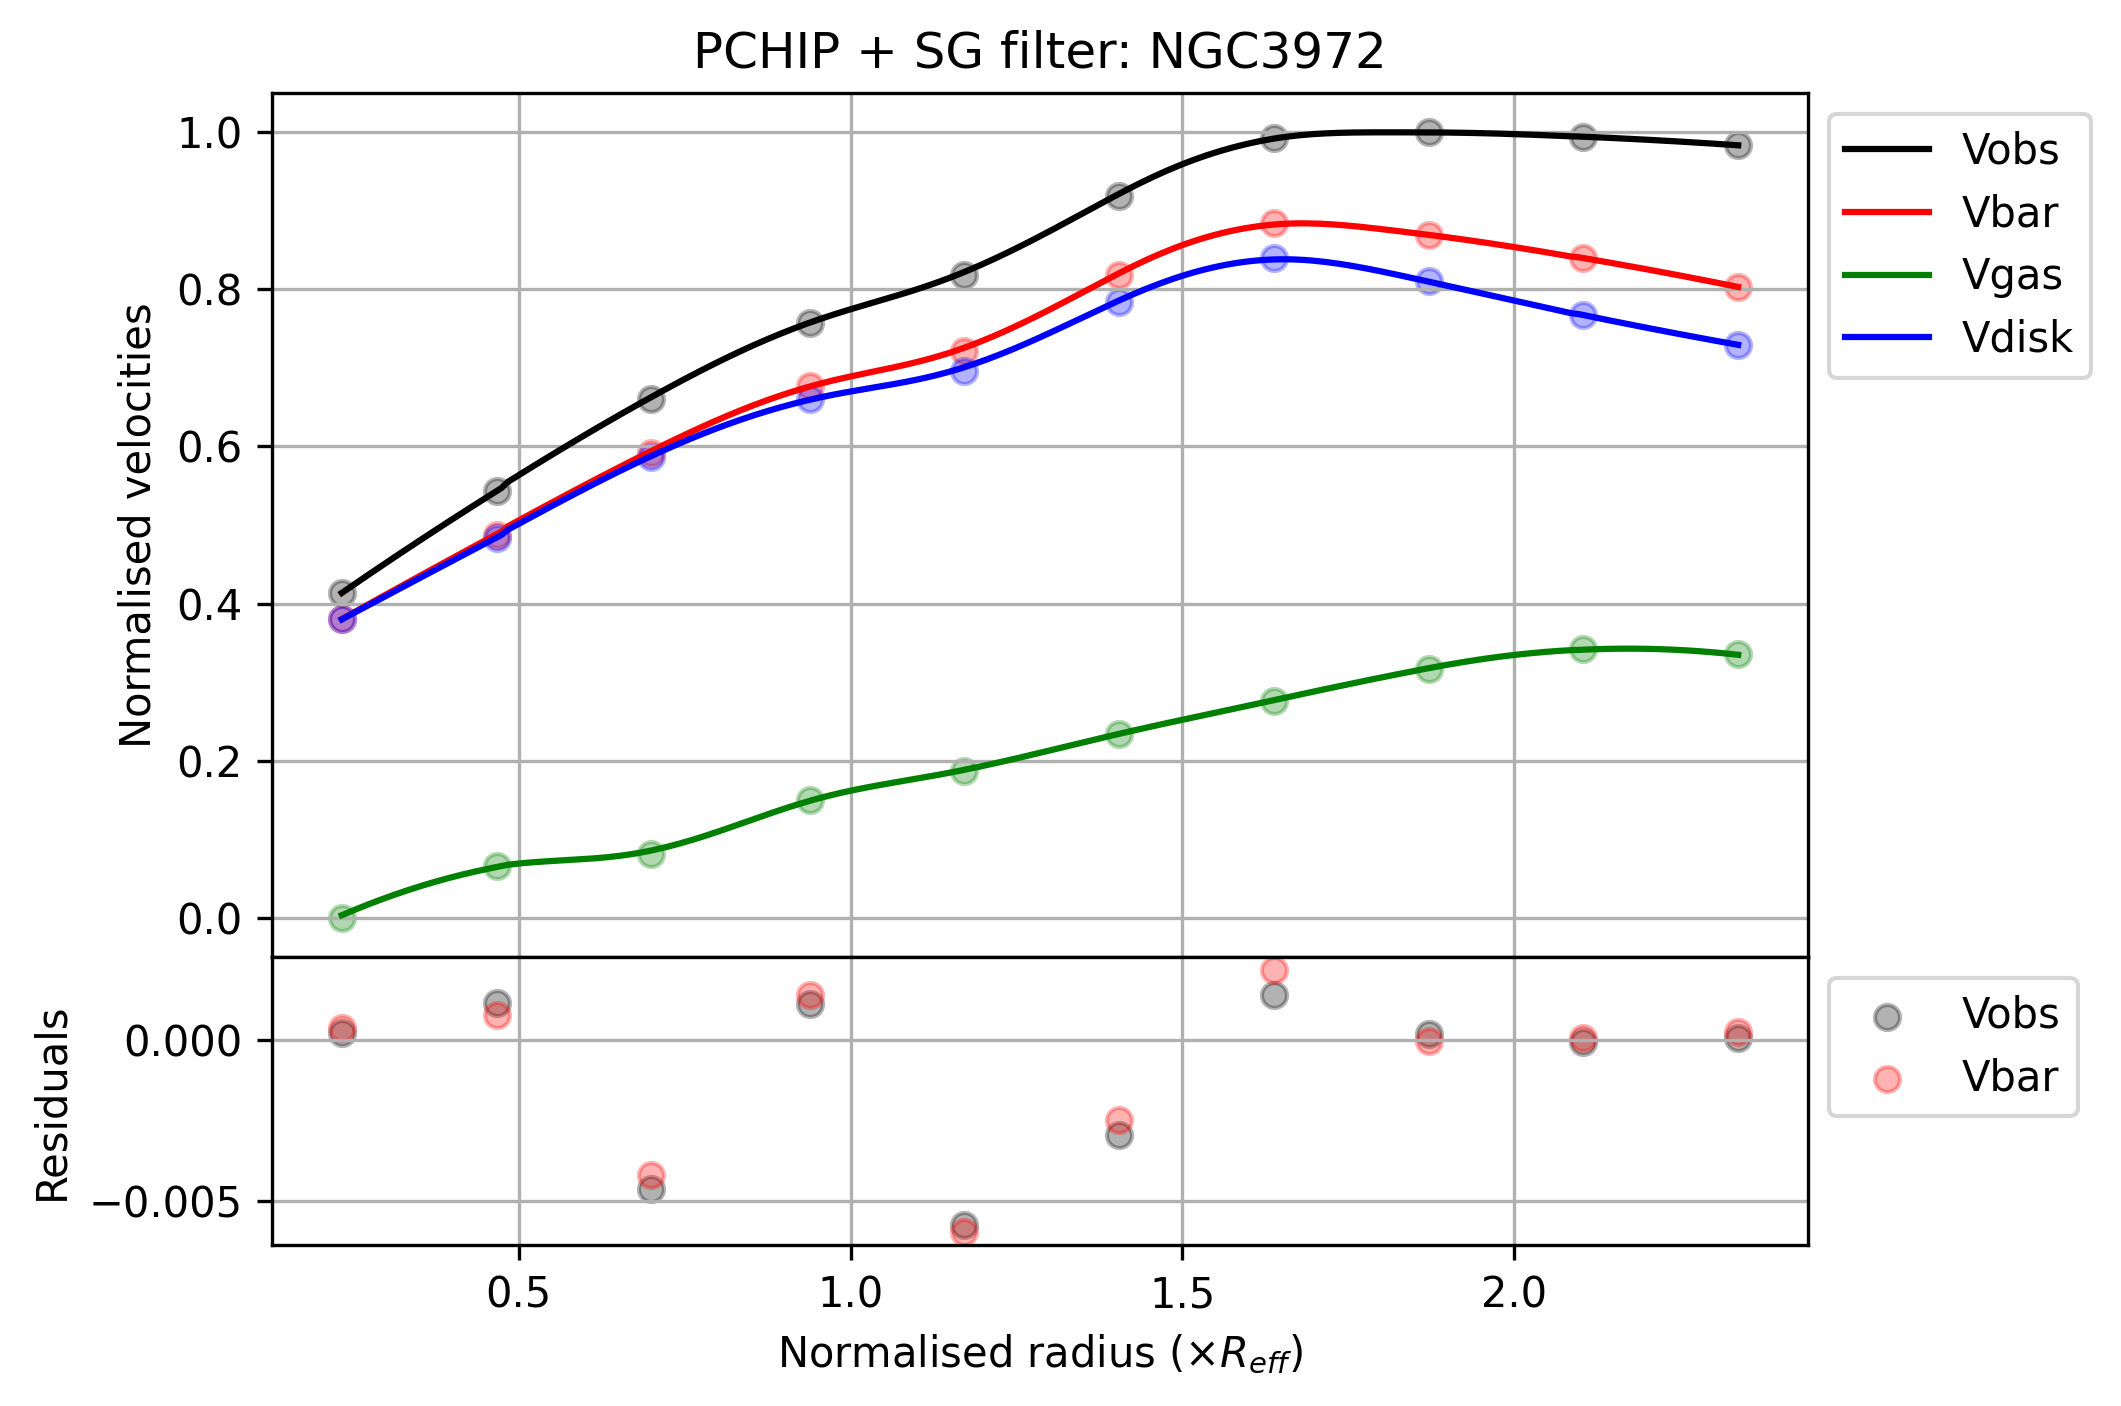 PCHIP + SG filter: NGC3972
Normalised velocities
1.0
0.8
0.6
0.4
0.2
0.0
Vobs
Vbar
Vgas
Vdisk
Residuals
0.000
−0.005
Vobs
Vbar
0.5 1.0 1.5 2.0
Normalised radius (×R_eff)